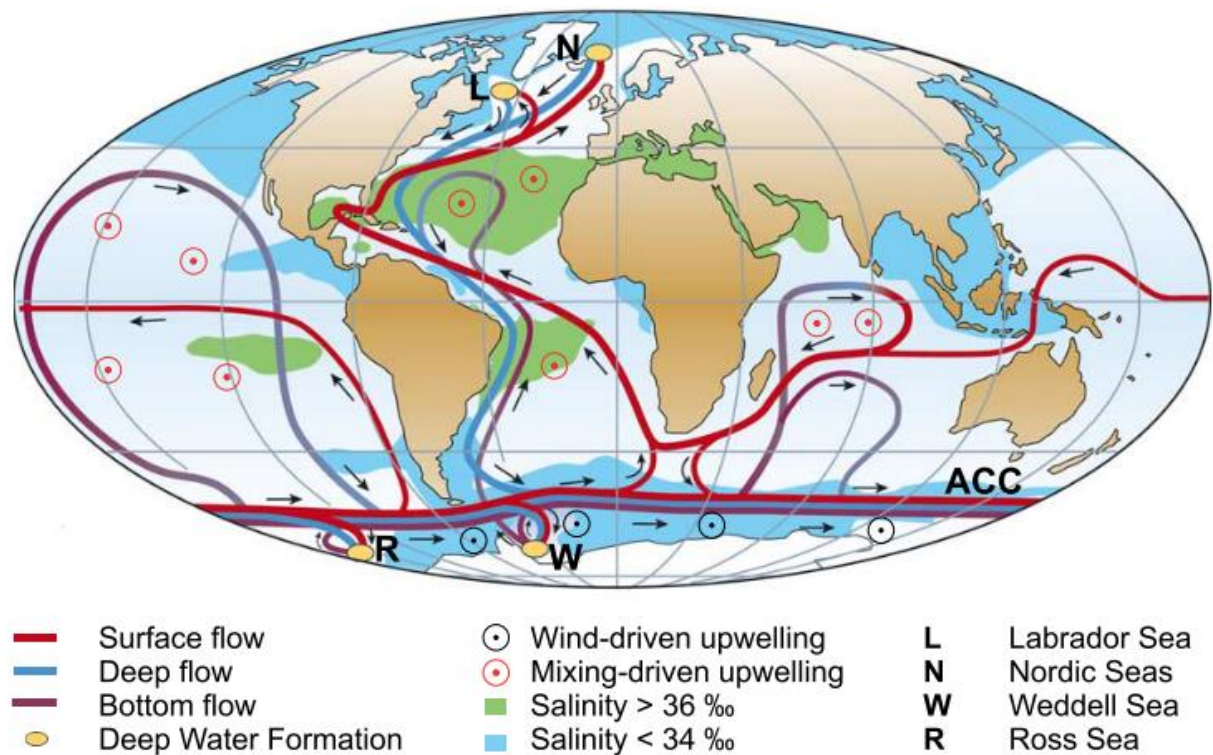 N
L
ACC
R
W
Surface flow
Deep flow
Bottom flow
Deep Water Formation
Wind-driven upwelling
Mixing-driven upwelling
Salinity > 36 ‰
Salinity < 34 ‰
L Labrador Sea
N Nordic Seas
W Weddell Sea
R Ross Sea